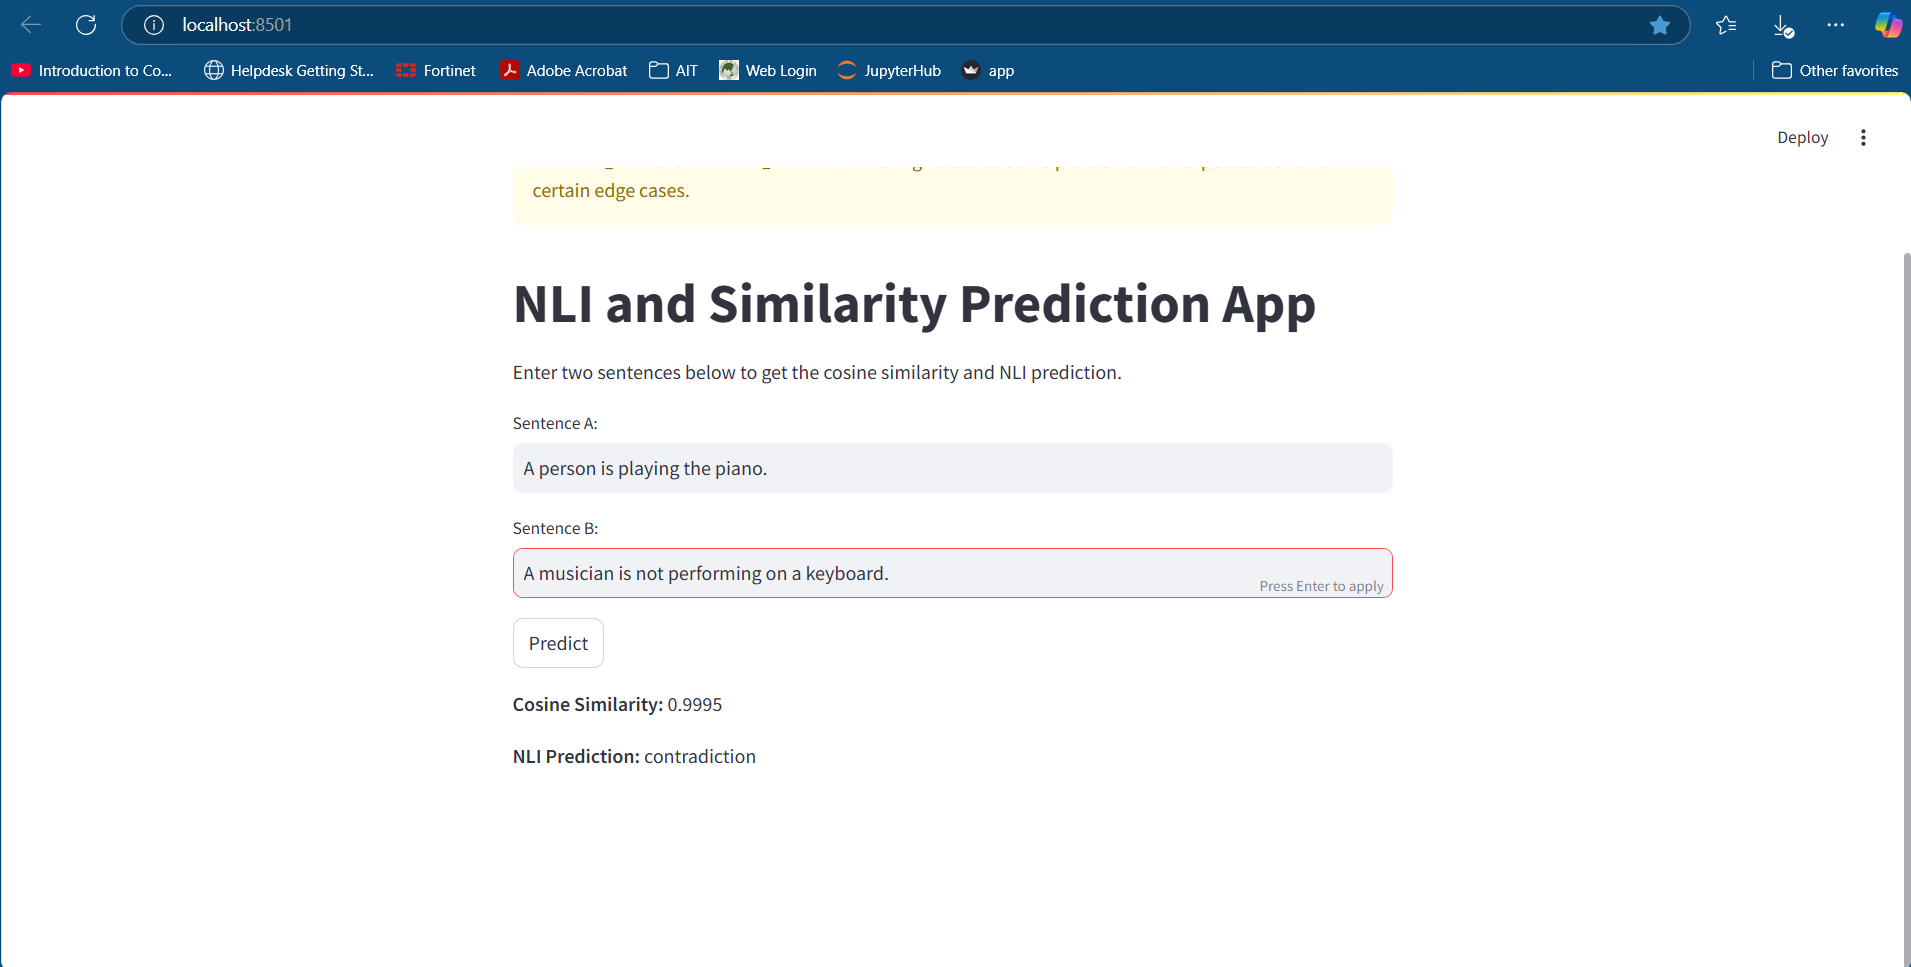 localhost:8501
Introduction to Co... Helpdesk Getting St... Fortinet Adobe Acrobat AIT Web Login JupyterHub app Other favorites
Deploy
certain edge cases.
NLI and Similarity Prediction App
Enter two sentences below to get the cosine similarity and NLI prediction.
Sentence A:
A person is playing the piano.
Sentence B:
A musician is not performing on a keyboard.
Press Enter to apply
Predict
Cosine Similarity: 0.9995
NLI Prediction: contradiction